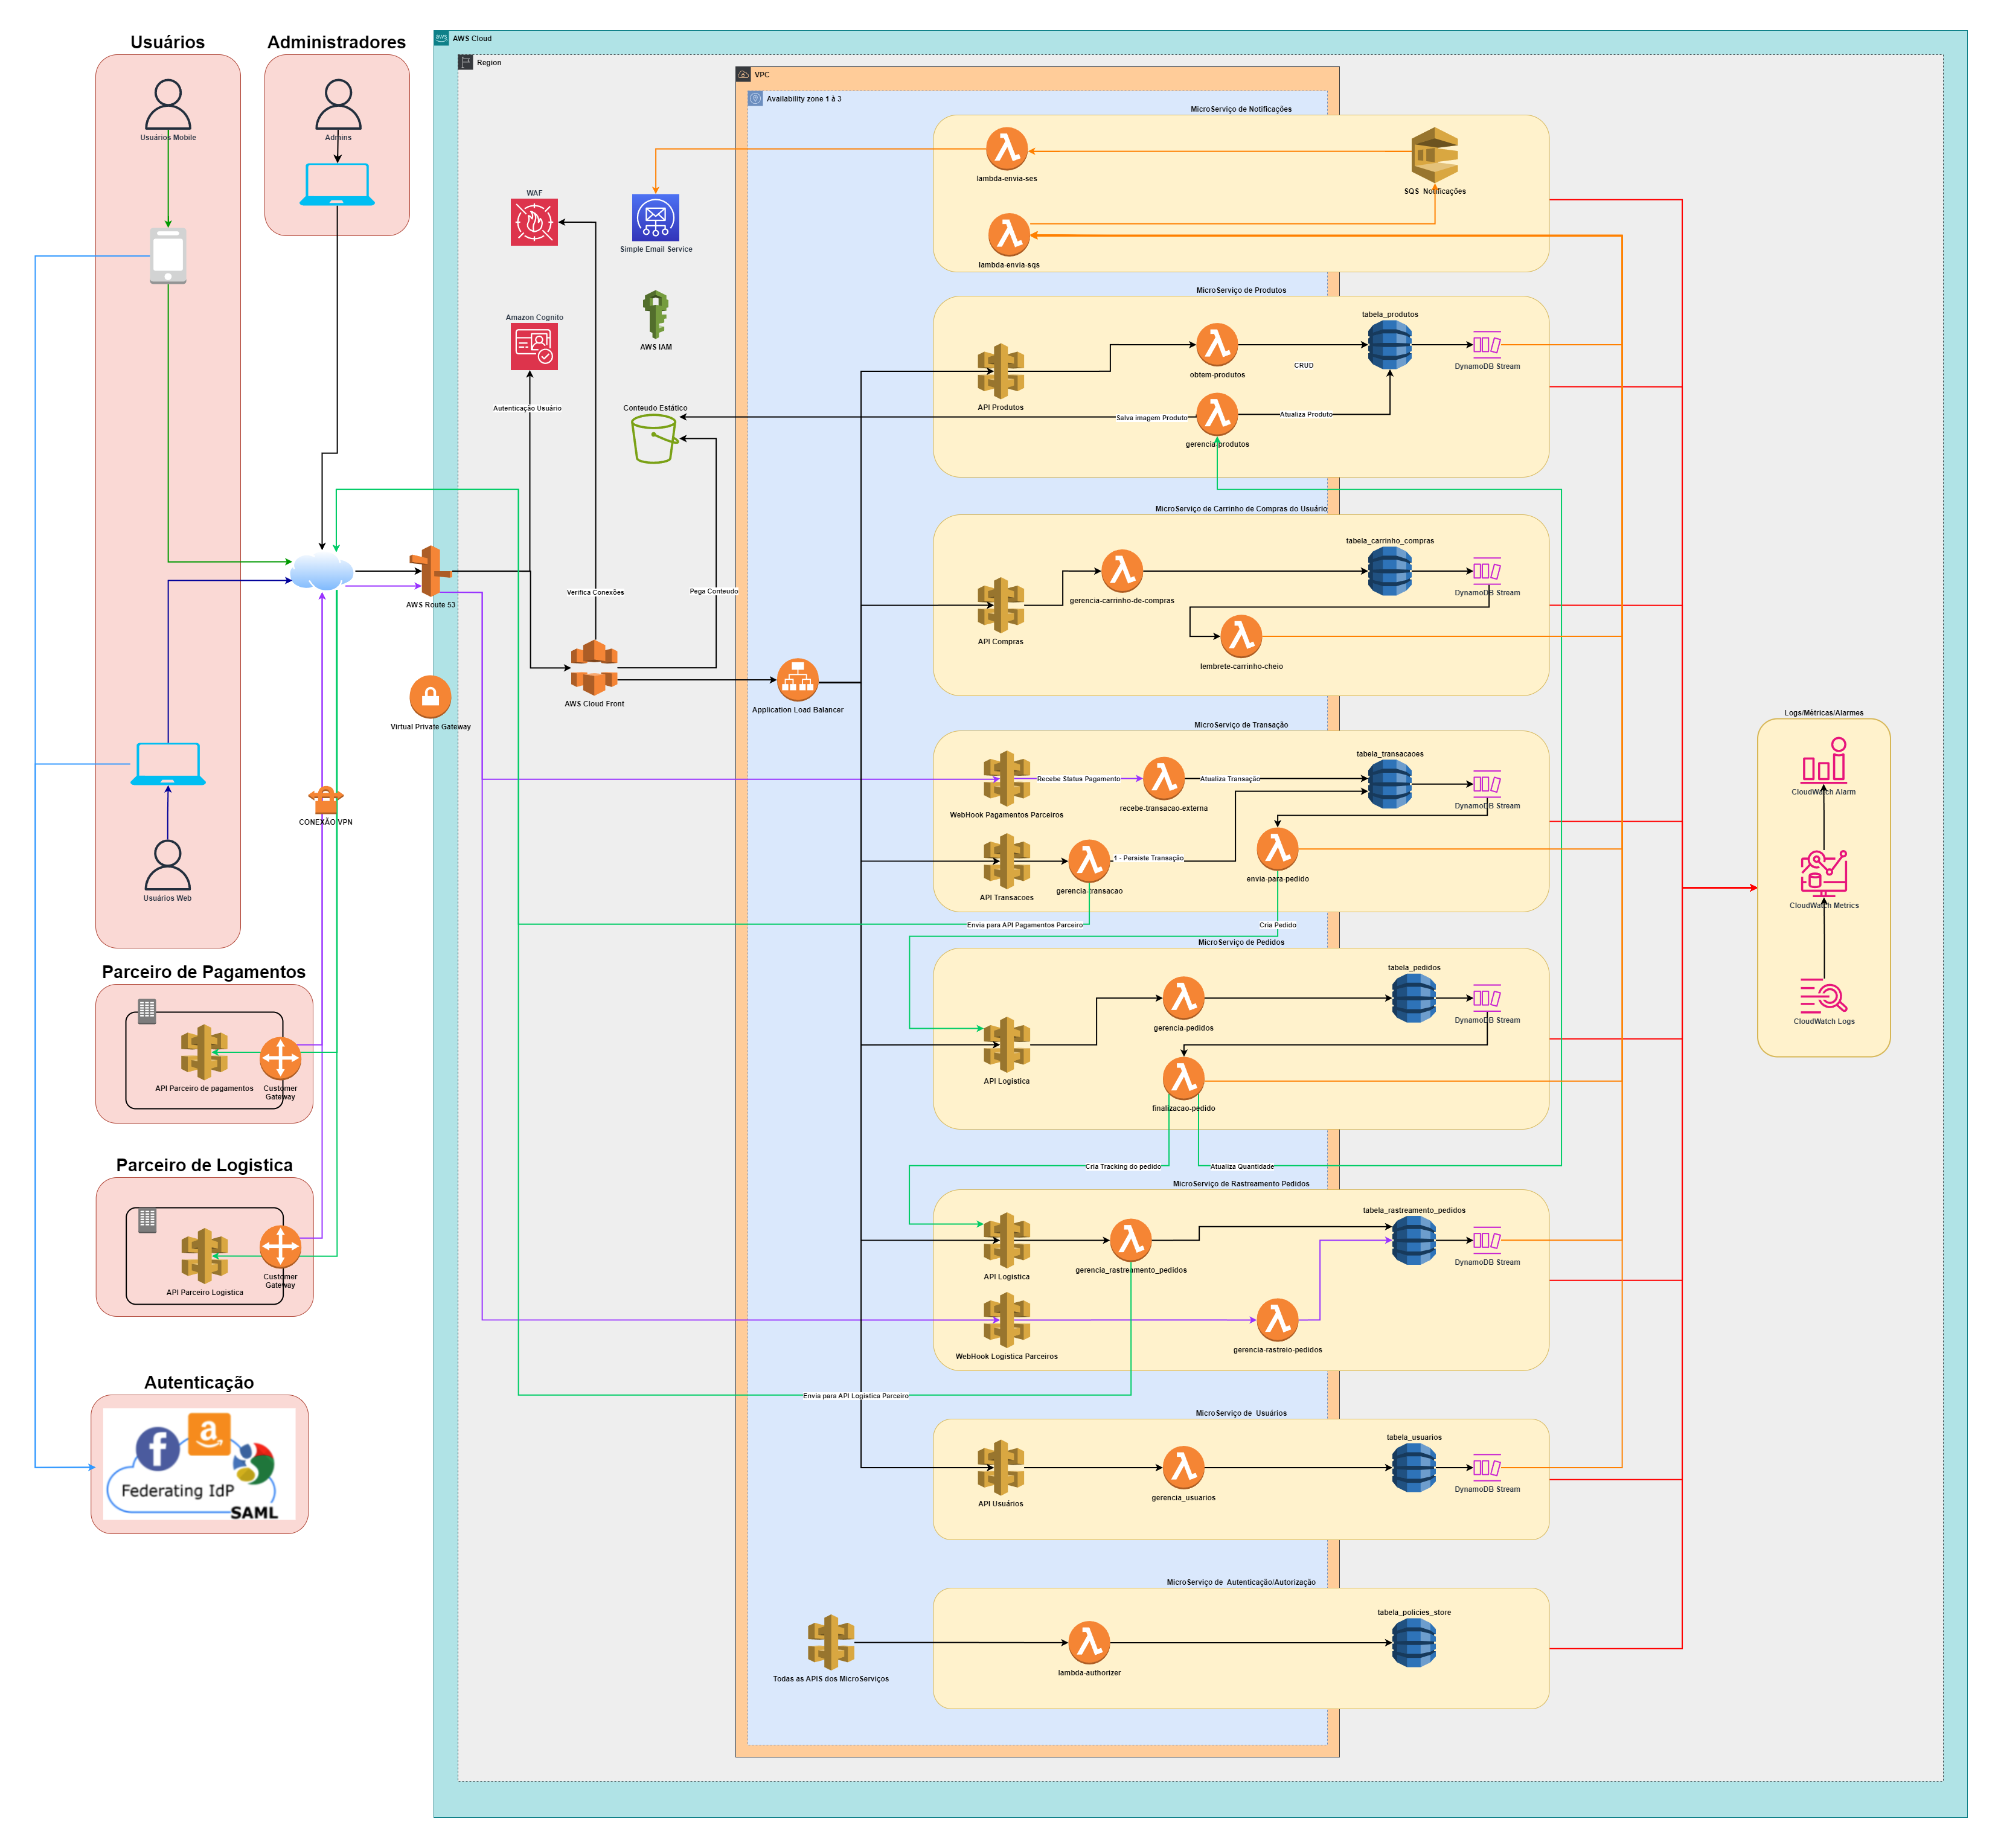 Usuários
Administradores
AWS Cloud
Region
VPC
Availability zone 1 à 3
Usuários Mobile
Admins
MicroServiço de Notificações
lambda-envia-ses
SQS Notificações
lambda-envia-sqs
WAF
Simple Email Service
Amazon Cognito
AWS IAM
Autenticação Usuário
Conteudo Estático
MicroServiço de Produtos
tabela_produtos
obtem-produtos
CRUD
DynamoDB Stream
API Produtos
Salva imagem Produto
Atualiza Produto
gerencia-produtos
MicroServiço de Carrinho de Compras do Usuário
tabela_carrinho_compras
gerencia-carrinho-de-compras
DynamoDB Stream
API Compras
lembrete-carrinho-cheio
AWS Route 53
Verifica Conexões
Pega Conteudo
AWS Cloud Front
Application Load Balancer
Virtual Private Gateway
CONEXÃO VPN
Usuários Web
MicroServiço de Transação
tabela_transacaoes
Recebe Status Pagamento
Atualiza Transação
DynamoDB Stream
recebe-transacao-externa
WebHook Pagamentos Parceiros
1 - Persiste Transação
envia-para-pedido
gerencia-transacao
API Transacoes
Envia para API Pagamentos Parceiro
Cria Pedido
Logs/Mètricas/Alarmes
CloudWatch Alarm
CloudWatch Metrics
CloudWatch Logs
Parceiro de Pagamentos
API Parceiro de pagamentos
Customer
Gateway
MicroServiço de Pedidos
tabela_pedidos
gerencia-pedidos
DynamoDB Stream
API Logistica
finalizacao-pedido
Cria Tracking do pedido
Atualiza Quantidade
Parceiro de Logistica
API Parceiro Logistica
Customer
Gateway
MicroServiço de Rastreamento Pedidos
tabela_rastreamento_pedidos
API Logistica
gerencia_rastreamento_pedidos
DynamoDB Stream
WebHook Logistica Parceiros
gerencia-rastreio-pedidos
Envia para API Logistica Parceiro
Autenticação
f
a
Federating IdP
SAML
MicroServiço de Usuários
tabela_usuarios
API Usuários
gerencia_usuarios
DynamoDB Stream
MicroServiço de Autenticação/Autorização
tabela_policies_store
Todas as APIS dos MicroServiços
lambda-authorizer